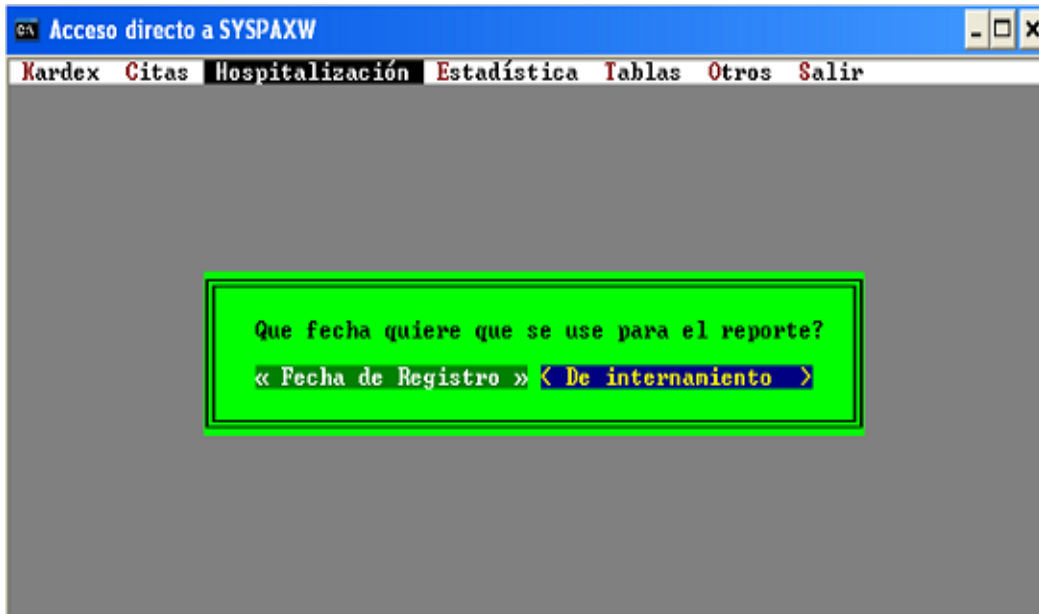 Acceso directo a SYSPAXW
Kardex Citas Hospitalización Estadística Tablas Otros Salir
Que fecha quiere que se use para el reporte?
« Fecha de Registro » < De internamiento >